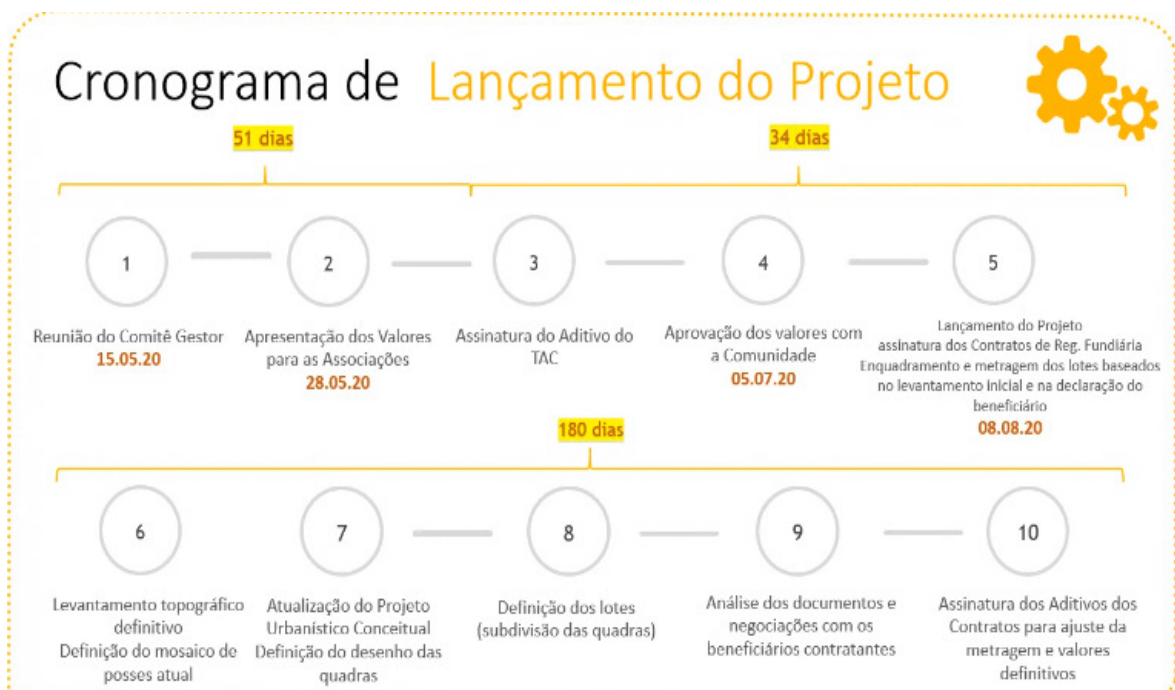 Cronograma de Lançamento do Projeto
51 dias
34 dias
1
2
3
4
5
Reunião do Comitê Gestor
15.05.20
Apresentação dos Valores
para as Associações
28.05.20
Assinatura do Aditivo do
TAC
Aprovação dos valores com
a Comunidade
05.07.20
Lançamento do Projeto
assinatura dos Contratos de Reg. Fundiária
Enquadramento e metragem dos lotes baseados
no levantamento inicial e na declaração do
beneficiário
08.08.20
180 dias
6
7
8
9
10
Levantamento topográfico
definitivo
Definição do mosaico de
posses atual
Atualização do Projeto
Urbanístico Conceitual
Definição do desenho das
quadras
Definição dos lotes
(subdivisão das quadras)
Análise dos documentos e
negociações com os
beneficiários contratantes
Assinatura dos Aditivos dos
Contratos para ajuste da
metragem e valores
definitivos